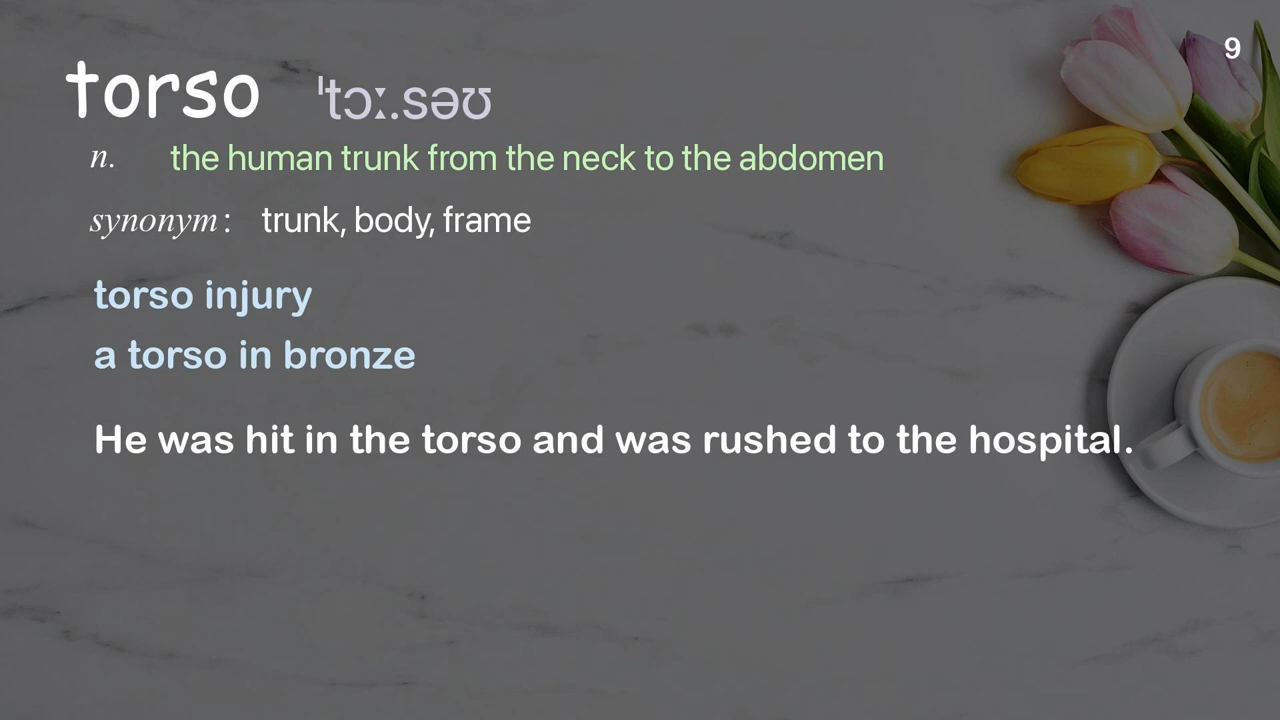 9
torso ˈtɔː.səʊ
n. the human trunk from the neck to the abdomen
synonym: trunk, body, frame
torso injury
a torso in bronze
He was hit in the torso and was rushed to the hospital.